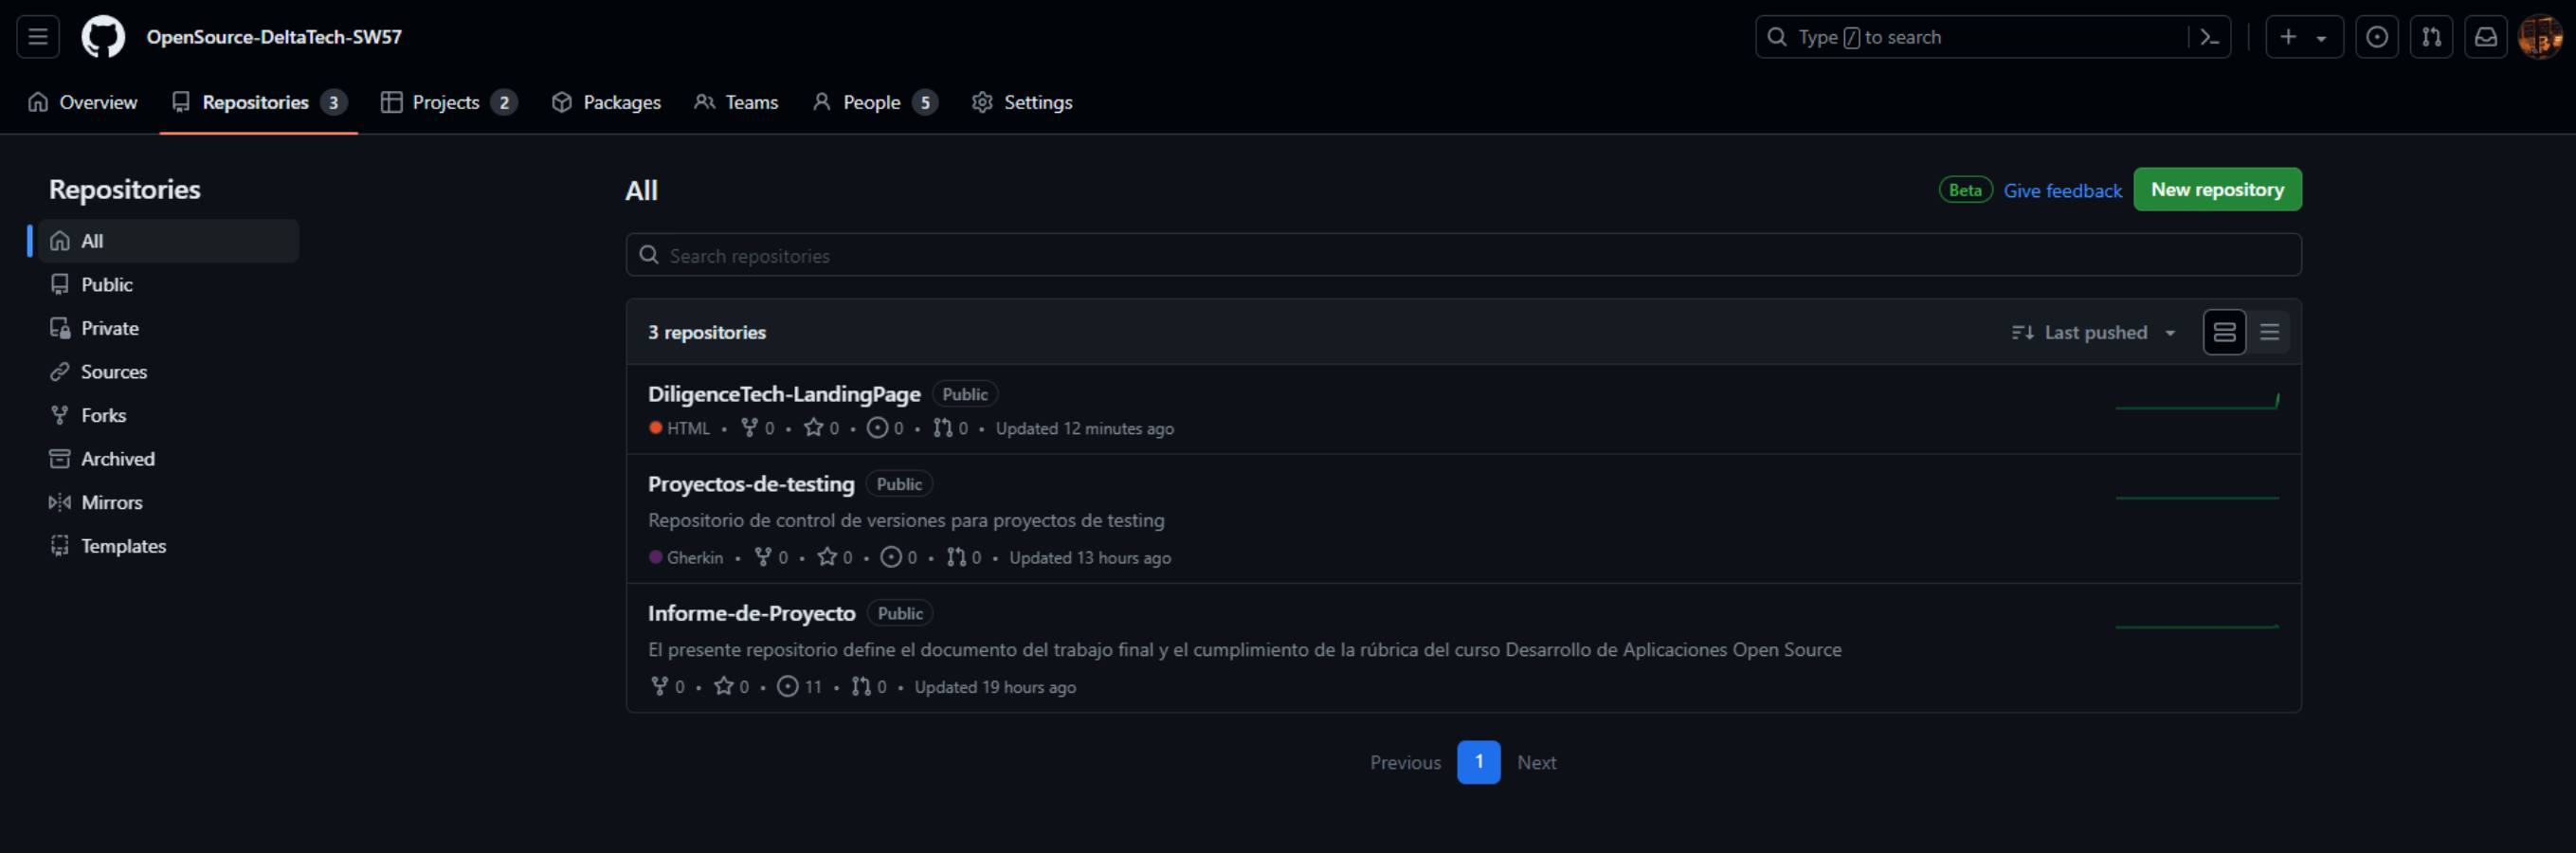 OpenSource-DeltaTech-SW57
Type / to search
Overview Repositories 3 Projects 2 Packages Teams People 5 Settings
Repositories
All
Public
Private
Sources
Forks
Archived
Mirrors
Templates
All
Beta Give feedback New repository
Search repositories
3 repositories Last pushed
DiligenceTech-LandingPage Public
HTML • 0 • 0 • 0 • 0 • Updated 12 minutes ago
Proyectos-de-testing Public
Repositorio de control de versiones para proyectos de testing
Gherkin • 0 • 0 • 0 • 0 • Updated 13 hours ago
Informe-de-Proyecto Public
El presente repositorio define el documento del trabajo final y el cumplimiento de la rúbrica del curso Desarrollo de Aplicaciones Open Source
0 • 0 • 11 • 0 • Updated 19 hours ago
Previous 1 Next